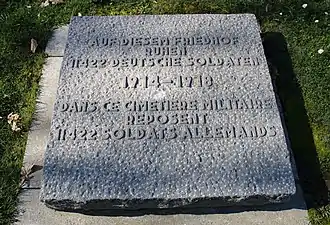 AUF DIESEM FRIEDHOF
RUHEN
11422 DEUTSCHE SOLDATEN
1914–1918
DANS CE CIMETIERE MILITAIRE
REPOSENT
11422 SOLDATS ALLEMANDS